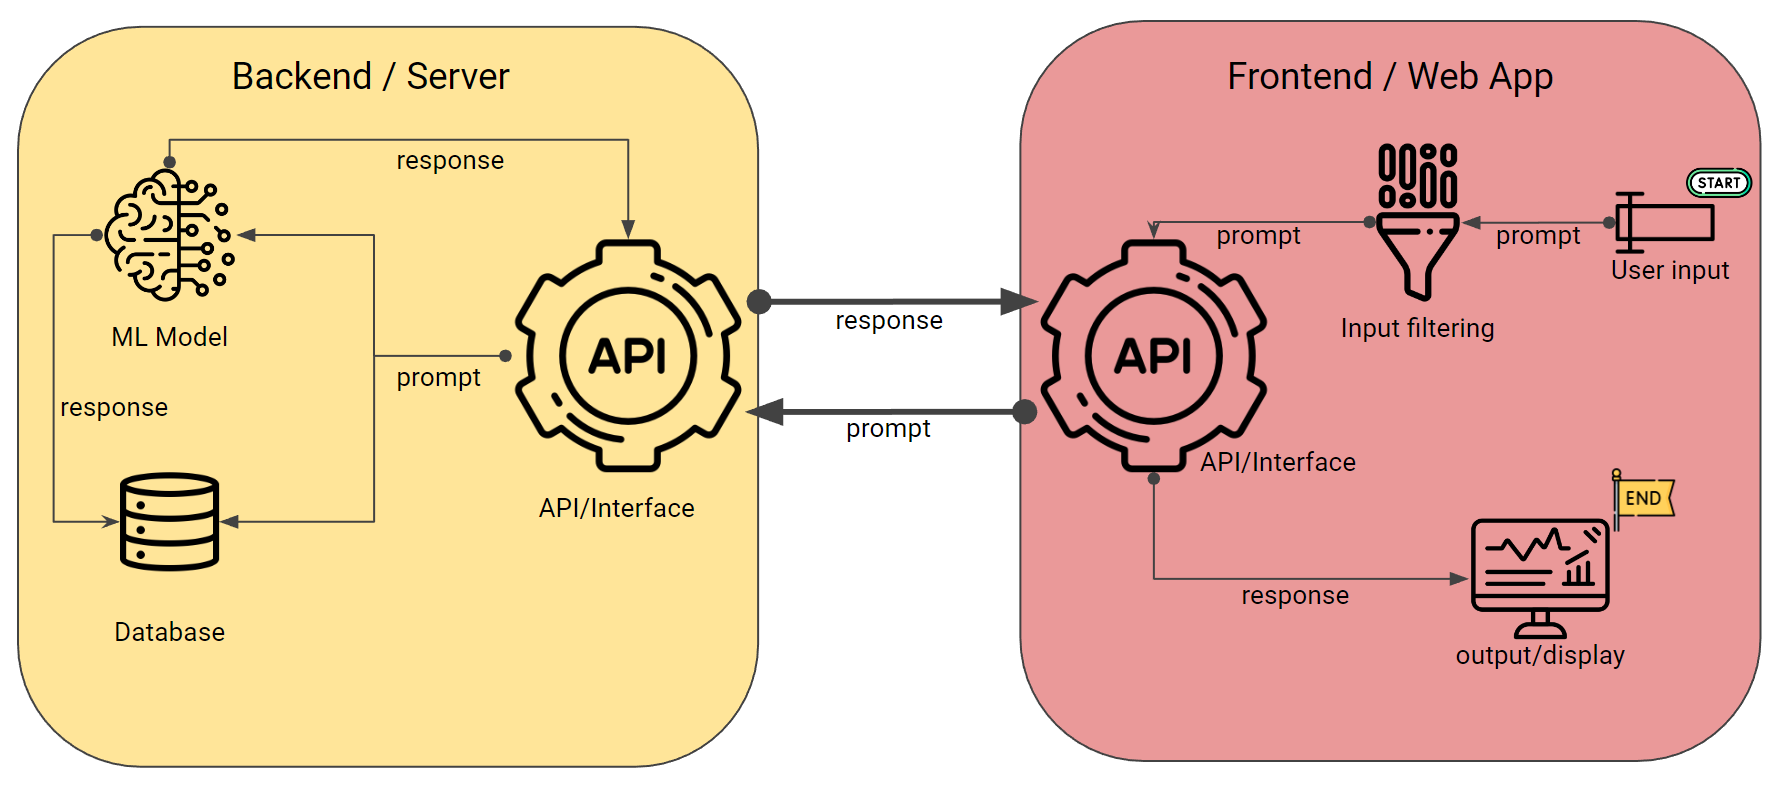 Backend / Server
response
ML Model
prompt
response
Database
API
API/Interface
response
prompt
Frontend / Web App
START
prompt
prompt
User input
Input filtering
API
API/Interface
END
response
output/display